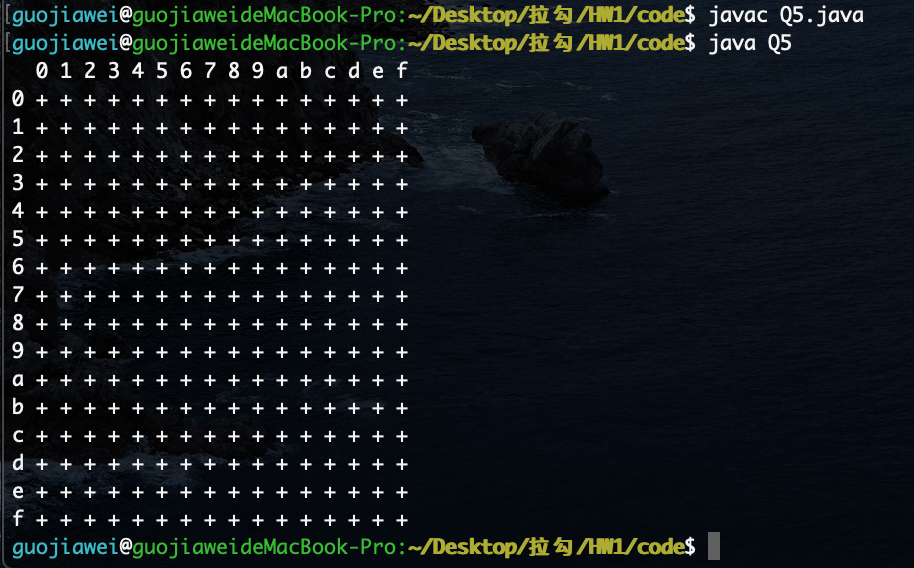 [guojiawei@guojiaweideMacBook-Pro:~/Desktop/拉勾/HW1/code$ javac Q5.java
[guojiawei@guojiaweideMacBook-Pro:~/Desktop/拉勾/HW1/code$ java Q5
  0 1 2 3 4 5 6 7 8 9 a b c d e f
0 + + + + + + + + + + + + + + + +
1 + + + + + + + + + + + + + + + +
2 + + + + + + + + + + + + + + + +
3 + + + + + + + + + + + + + + + +
4 + + + + + + + + + + + + + + + +
5 + + + + + + + + + + + + + + + +
6 + + + + + + + + + + + + + + + +
7 + + + + + + + + + + + + + + + +
8 + + + + + + + + + + + + + + + +
9 + + + + + + + + + + + + + + + +
a + + + + + + + + + + + + + + + +
b + + + + + + + + + + + + + + + +
c + + + + + + + + + + + + + + + +
d + + + + + + + + + + + + + + + +
e + + + + + + + + + + + + + + + +
f + + + + + + + + + + + + + + + +
guojiawei@guojiaweideMacBook-Pro:~/Desktop/拉勾/HW1/code$